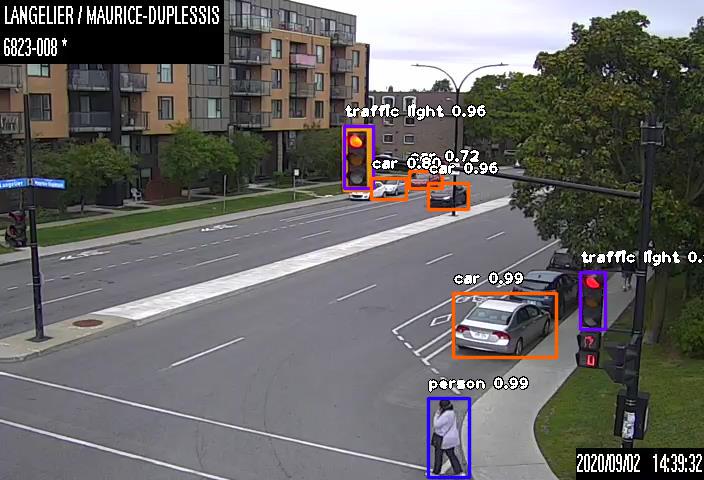 LANGELIER / MAURICE-DUPLESSIS
6823-008 *
traffic light 0.96
car 0.80
car 0.72
car 0.96
Langelier
traffic light 0.
car 0.99
person 0.99
2020/09/02 14:39:32